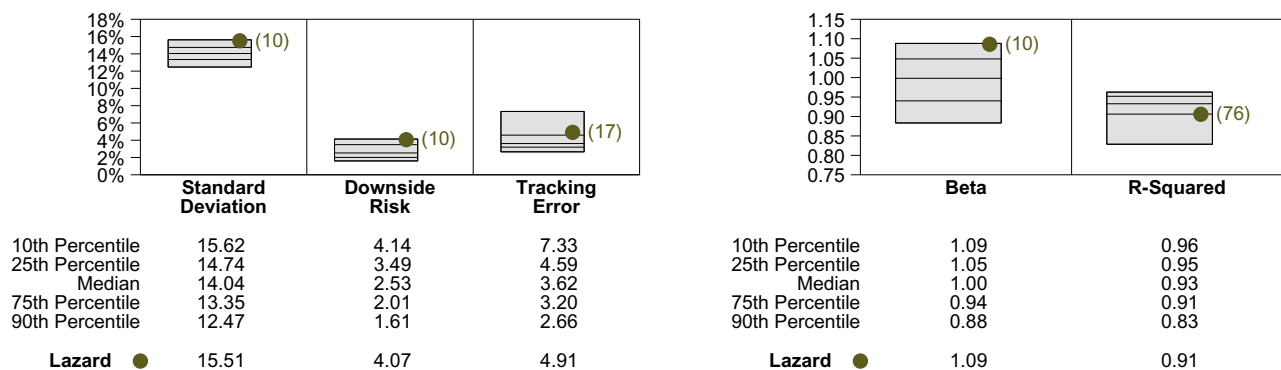 18%
16%
14%
12%
10%
8%
6%
4%
2%
0%
(10)
(10)
(17)
Standard Deviation
Downside Risk
Tracking Error
10th Percentile 15.62 4.14 7.33
25th Percentile 14.74 3.49 4.59
Median 14.04 2.53 3.62
75th Percentile 13.35 2.01 3.20
90th Percentile 12.47 1.61 2.66
Lazard 15.51 4.07 4.91
1.15
1.10
1.05
1.00
0.95
0.90
0.85
0.80
0.75
(10)
(76)
Beta
R-Squared
10th Percentile 1.09 0.96
25th Percentile 1.05 0.95
Median 1.00 0.93
75th Percentile 0.94 0.91
90th Percentile 0.88 0.83
Lazard 1.09 0.91